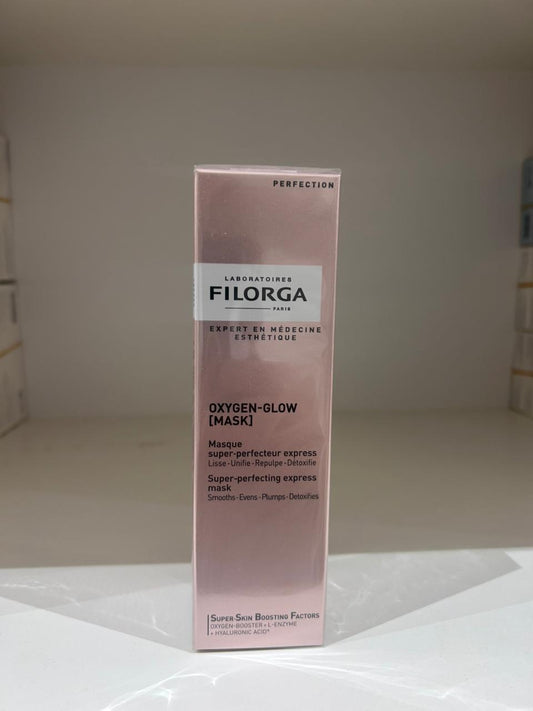 PERFECTION
LABORATOIRES
FILORGA
PARIS
EXPERT EN MÉDECINE
ESTHÉTIQUE
OXYGEN-GLOW
[MASK]
Masque
super-perfecteur express
Lisse-Unifie-Repulpe-Détoxifie
Super-perfecting express
mask
Smooths-Evens-Plumps-Detoxifies
SUPER SKIN BOOSTING FACTORS
OXYGEN-BOOSTER + L-ENZYME
+ HYALURONIC ACID*